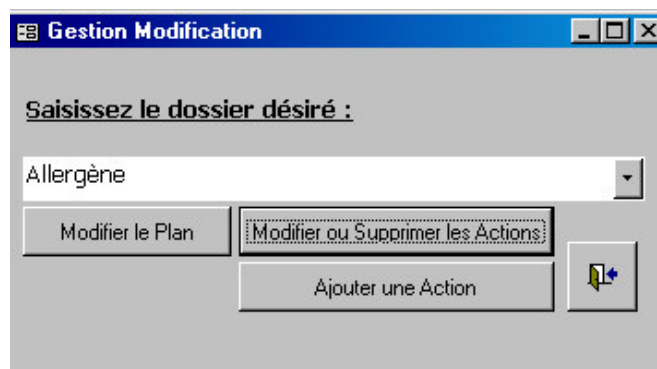 Gestion Modification
Saisissez le dossier désiré :
Allergène
Modifier le Plan
Modifier ou Supprimer les Actions
Ajouter une Action